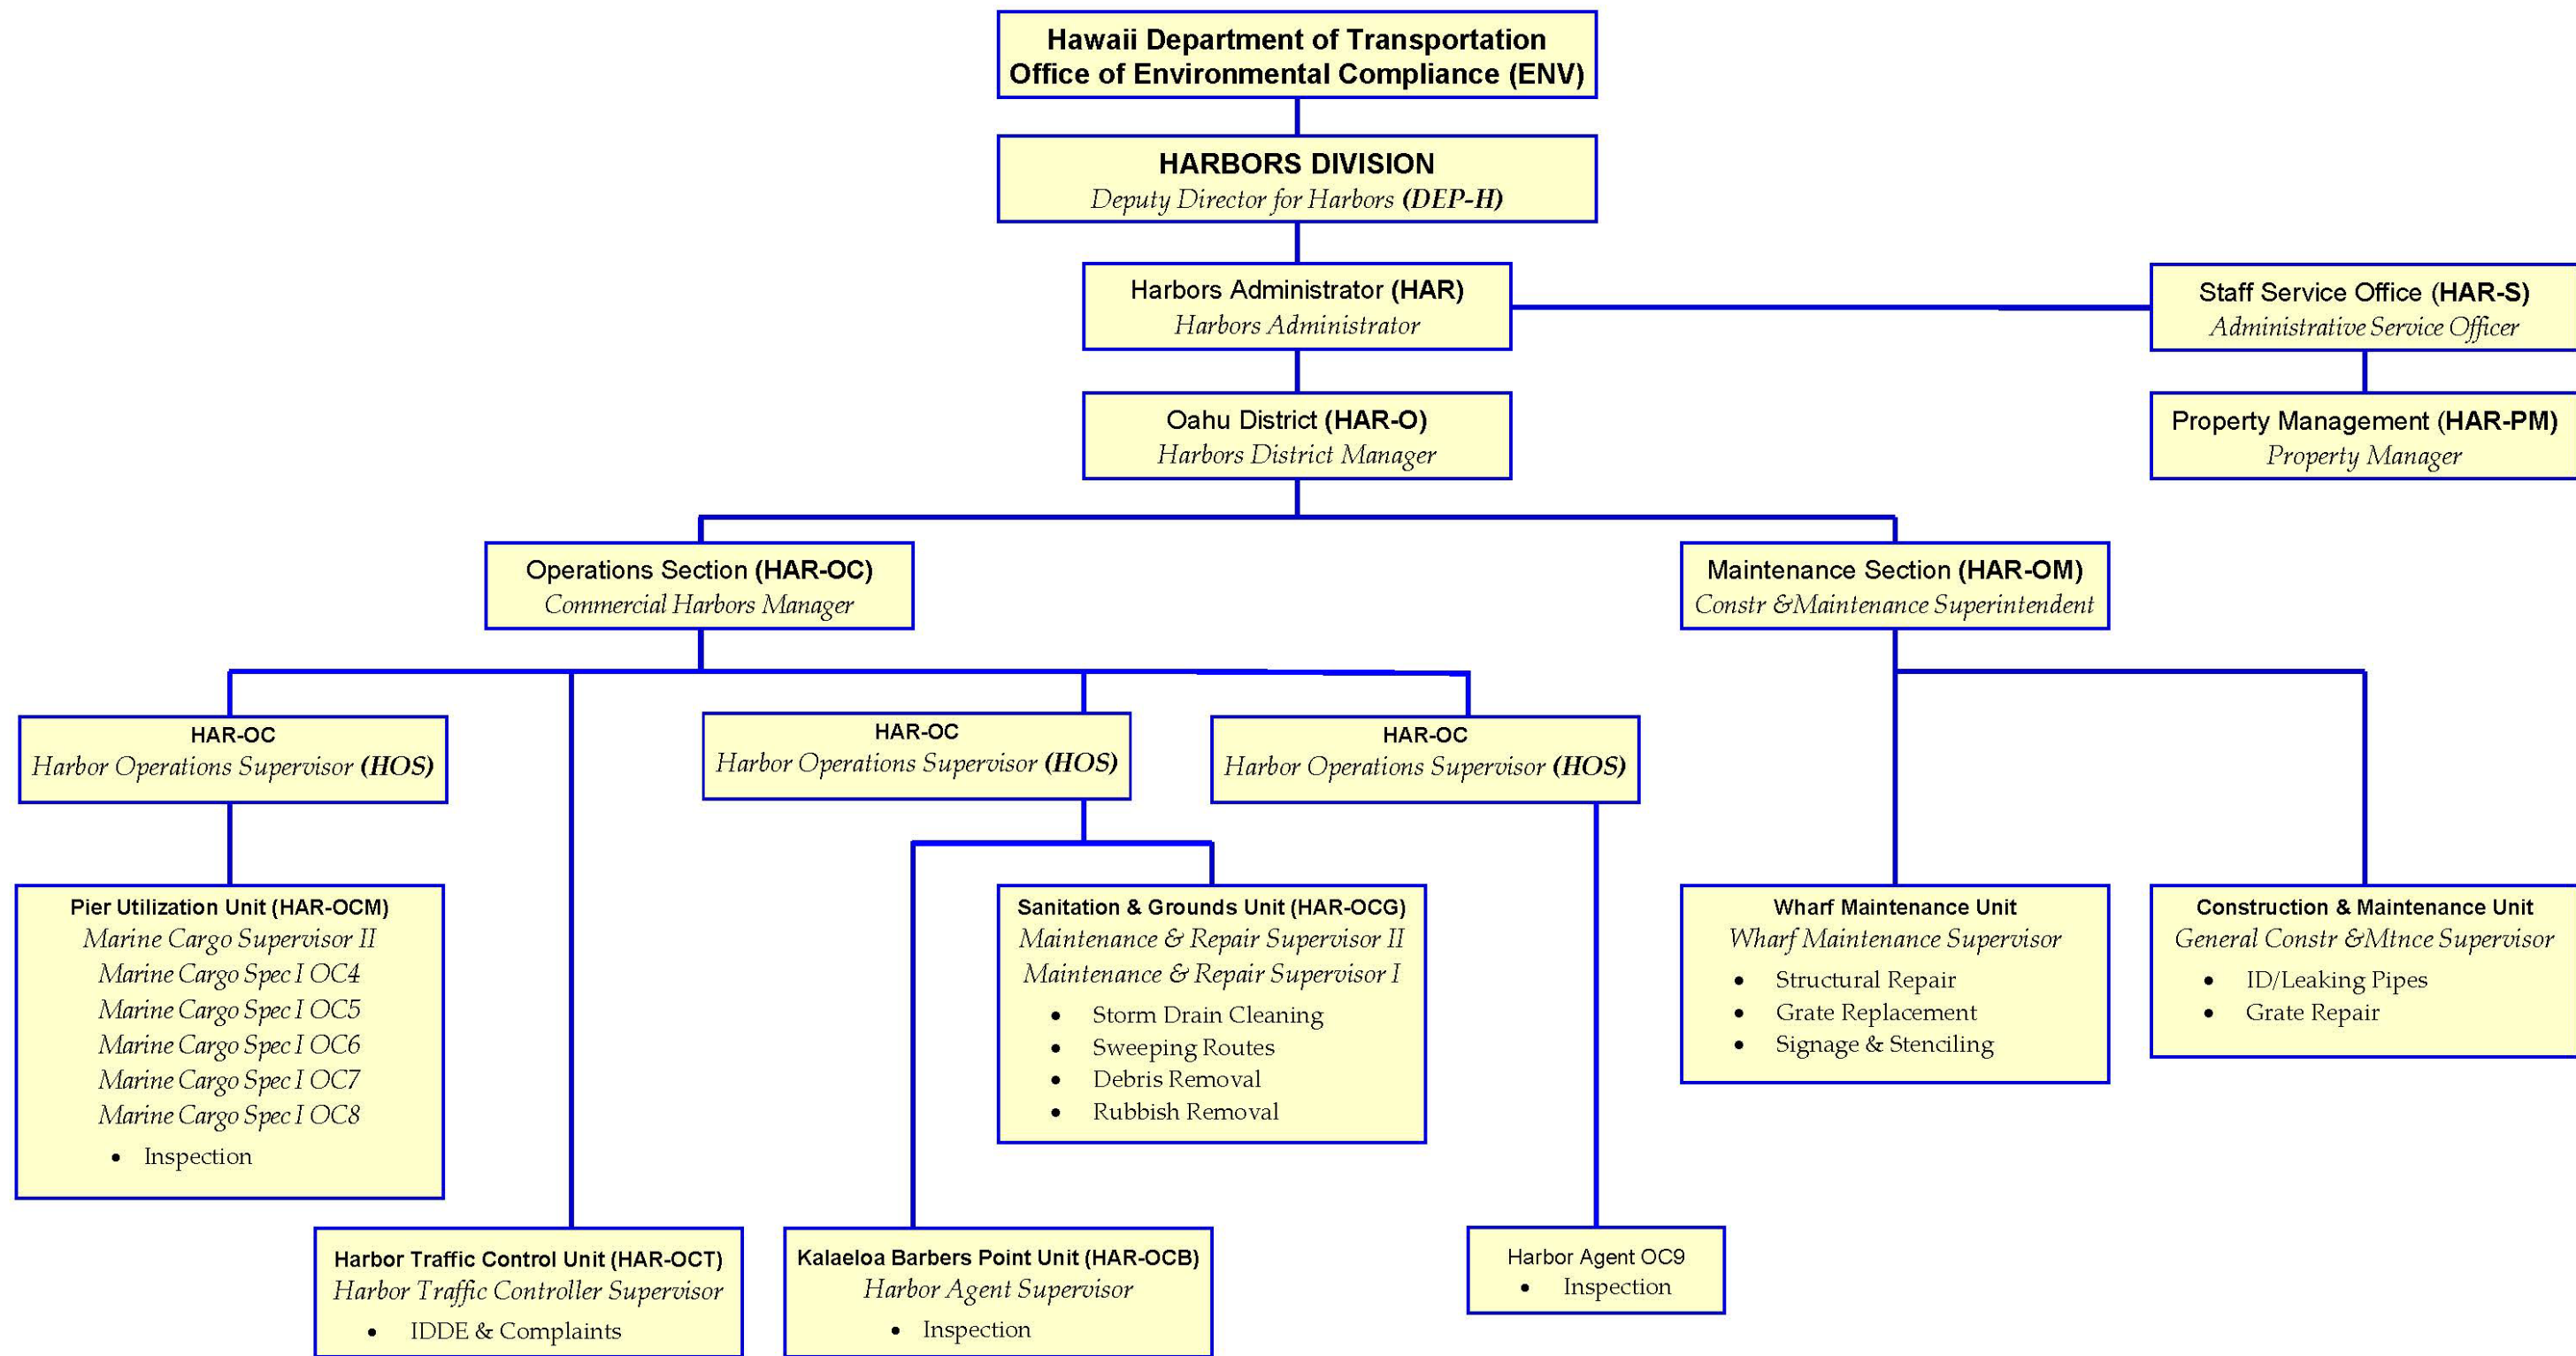 Hawaii Department of Transportation
Office of Environmental Compliance (ENV)
HARBORS DIVISION
Deputy Director for Harbors (DEP-H)
Harbors Administrator (HAR)
Harbors Administrator
Staff Service Office (HAR-S)
Administrative Service Officer
Oahu District (HAR-O)
Harbors District Manager
Property Management (HAR-PM)
Property Manager
Operations Section (HAR-OC)
Commercial Harbors Manager
Maintenance Section (HAR-OM)
Constr &Maintenance Superintendent
HAR-OC
Harbor Operations Supervisor (HOS)
HAR-OC
Harbor Operations Supervisor (HOS)
HAR-OC
Harbor Operations Supervisor (HOS)
Pier Utilization Unit (HAR-OCM)
Marine Cargo Supervisor II
Marine Cargo Spec I OC4
Marine Cargo Spec I OC5
Marine Cargo Spec I OC6
Marine Cargo Spec I OC7
Marine Cargo Spec I OC8
• Inspection
Sanitation & Grounds Unit (HAR-OCG)
Maintenance & Repair Supervisor II
Maintenance & Repair Supervisor I
• Storm Drain Cleaning
• Sweeping Routes
• Debris Removal
• Rubbish Removal
Wharf Maintenance Unit
Wharf Maintenance Supervisor
• Structural Repair
• Grate Replacement
• Signage & Stenciling
Construction & Maintenance Unit
General Constr &Mtnce Supervisor
• ID/Leaking Pipes
• Grate Repair
Harbor Traffic Control Unit (HAR-OCT)
Harbor Traffic Controller Supervisor
• IDDE & Complaints
Kalaeloa Barbers Point Unit (HAR-OCB)
Harbor Agent Supervisor
• Inspection
Harbor Agent OC9
• Inspection